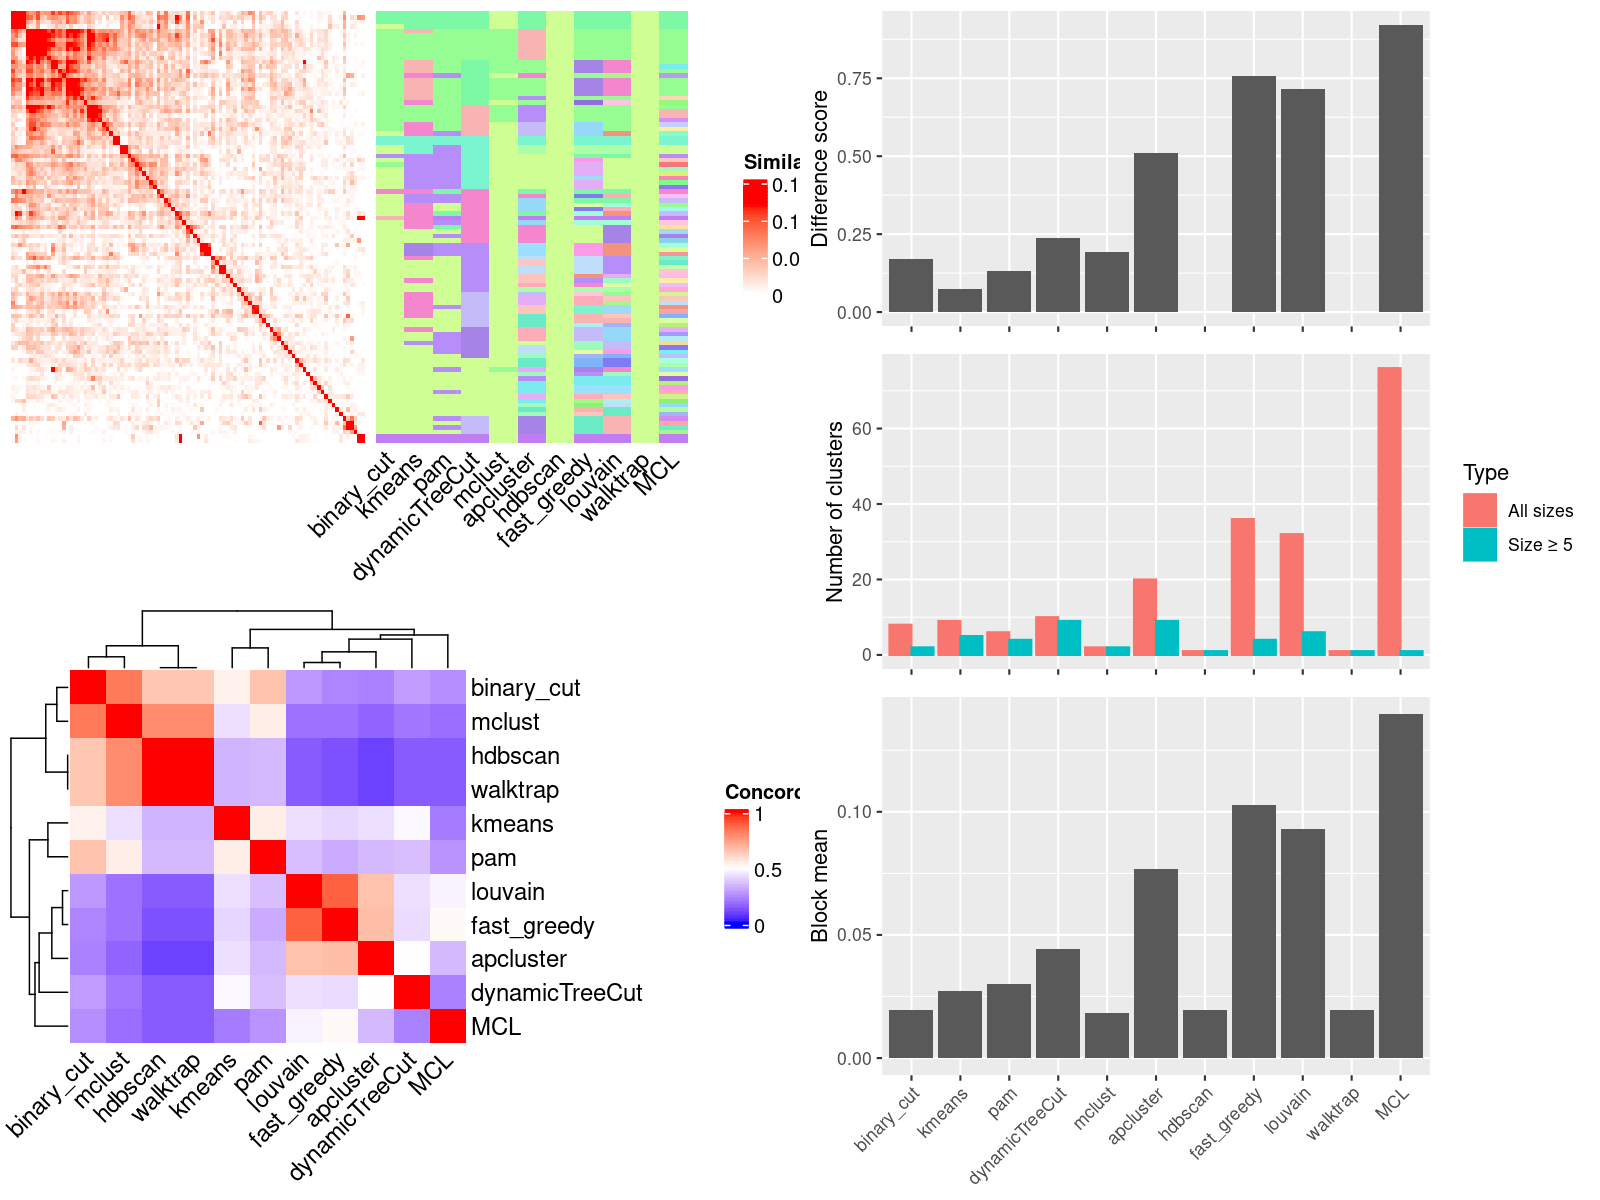 Simila
0.1
0.1
0.0
0
binary_cut
kmeans
pam
dynamicTreeCut
mclust
apcluster
hdbscan
fast_greedy
louvain
walktrap
MCL
binary_cut
mclust
hdbscan
walktrap
kmeans
pam
louvain
fast_greedy
apcluster
dynamicTreeCut
MCL
binary_cut
mclust
hdbscan
walktrap
kmeans
pam
louvain
fast_greedy
apcluster
dynamicTreeCut
MCL
Concord
1
0.5
0
Difference score
0.75
0.50
0.25
0.00
Number of clusters
60
40
20
0
Type
All sizes
Size ≥ 5
Block mean
0.10
0.05
0.00
binary_cut
kmeans
pam
dynamicTreeCut
mclust
apcluster
hdbscan
fast_greedy
louvain
walktrap
MCL